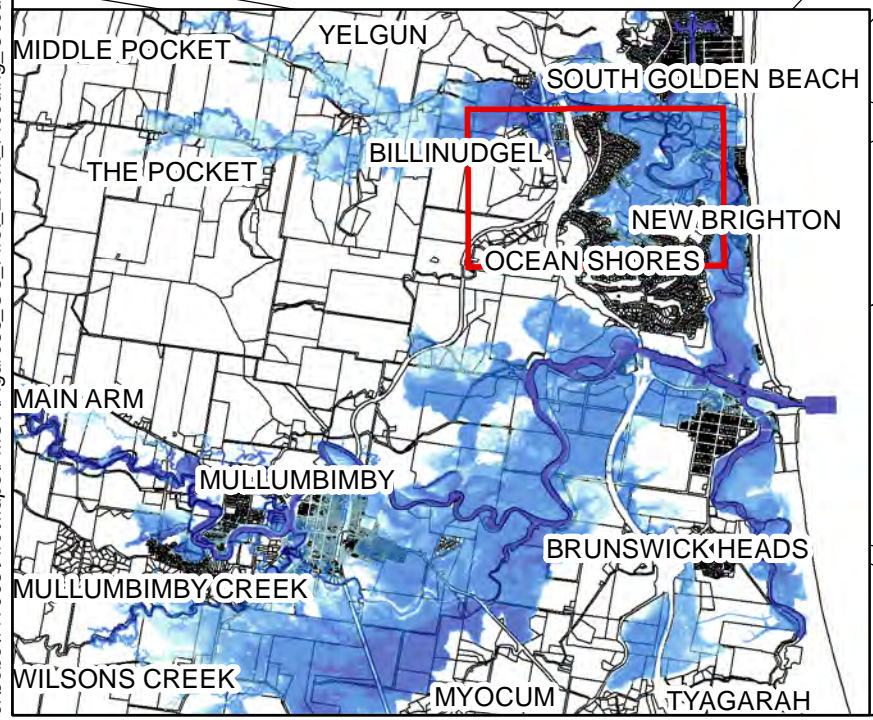 MIDDLE POCKET
YELGUN
SOUTH GOLDEN BEACH
THE POCKET
BILLINUDGEL
NEW BRIGHTON
OCEAN SHORES
MAIN ARM
MULLUMBIMBY
BRUNSWICK HEADS
MULLUMBIMBY CREEK
WILSONS CREEK
MYOCUM
TYAGARAH